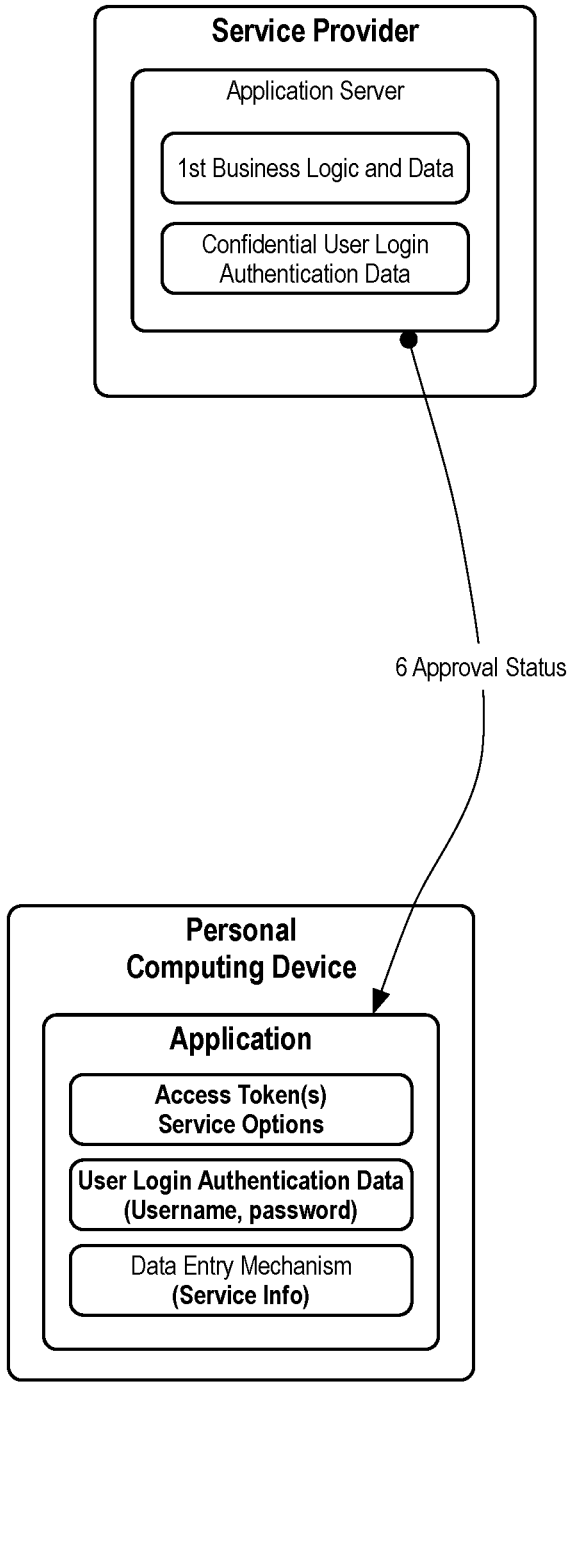 Service Provider
Application Server
1st Business Logic and Data
Confidential User Login
Authentication Data
6 Approval Status
Personal
Computing Device
Application
Access Token(s)
Service Options
User Login Authentication Data
(Username, password)
Data Entry Mechanism
(Service Info)